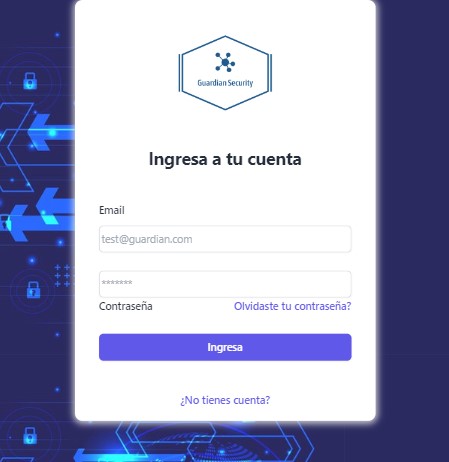 Guardian Security
Ingresa a tu cuenta
Email
test@guardian.com
*******
Contraseña Olvidaste tu contraseña?
Ingresa
¿No tienes cuenta?